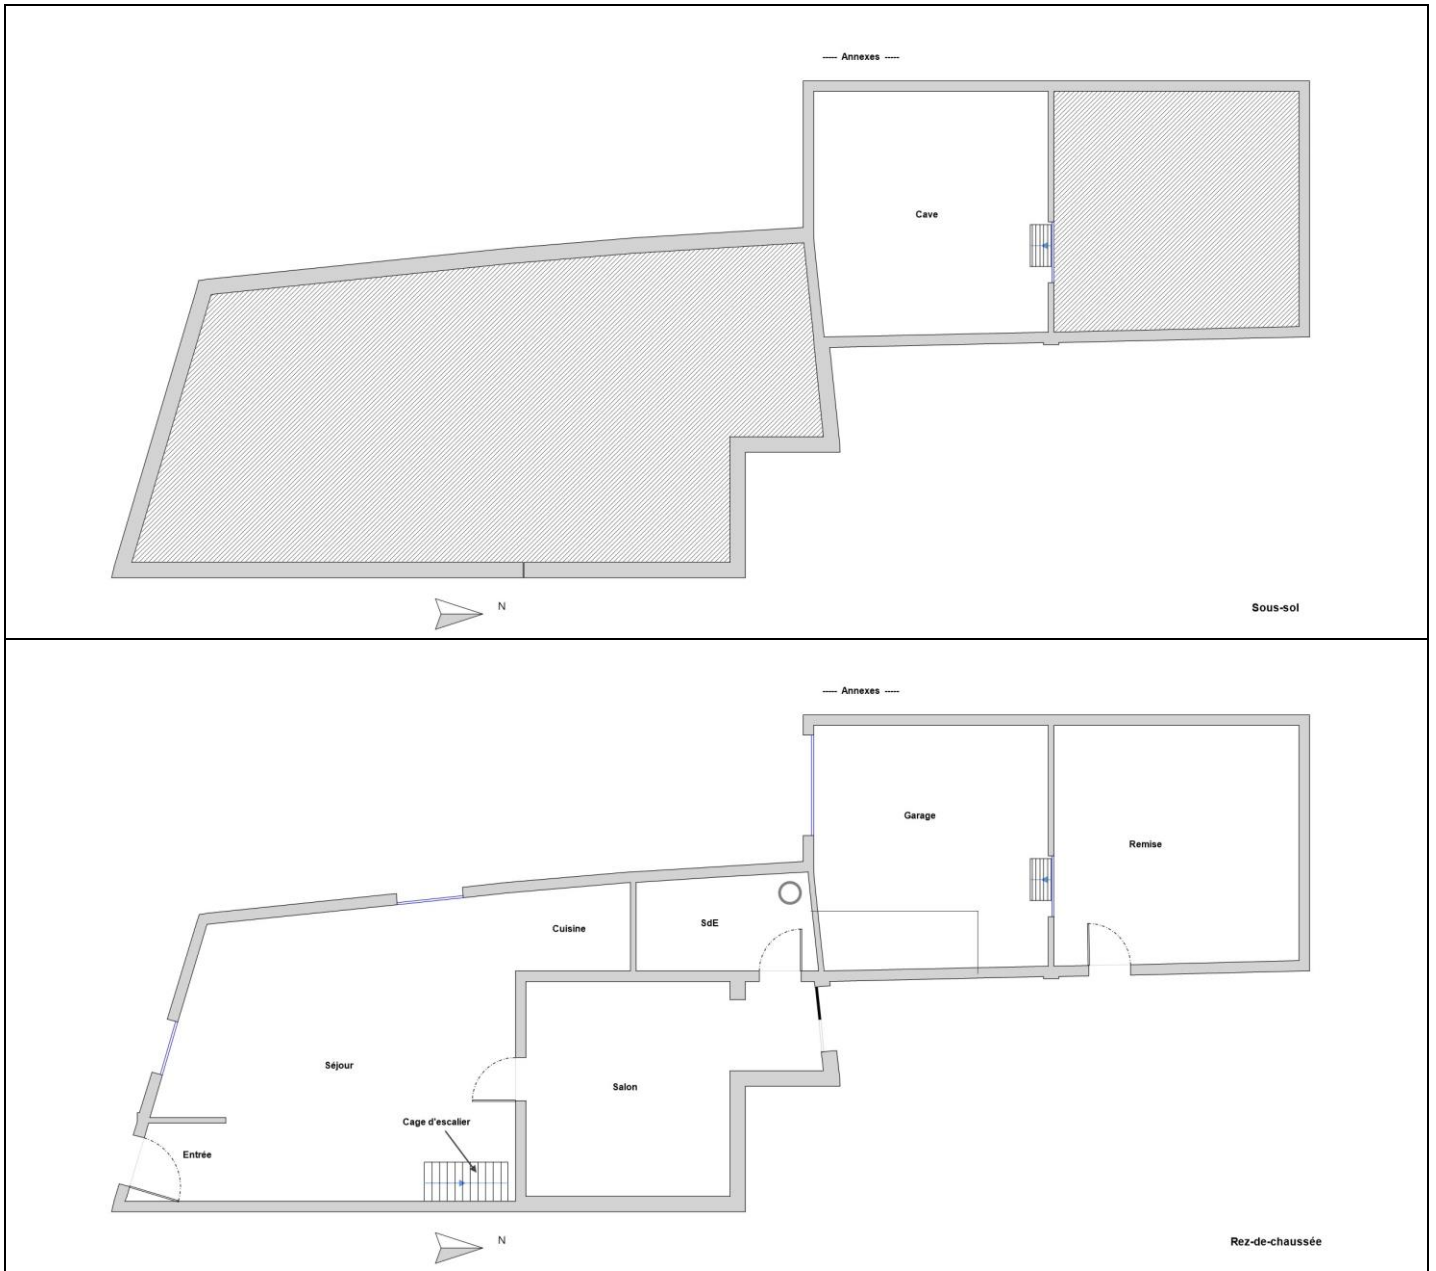 ----- Annexes -----
Cave
N
Sous-sol
----- Annexes -----
Garage
Remise
Cuisine
SdE
Séjour
Salon
Cage d'escalier
Entrée
N
Rez-de-chaussée